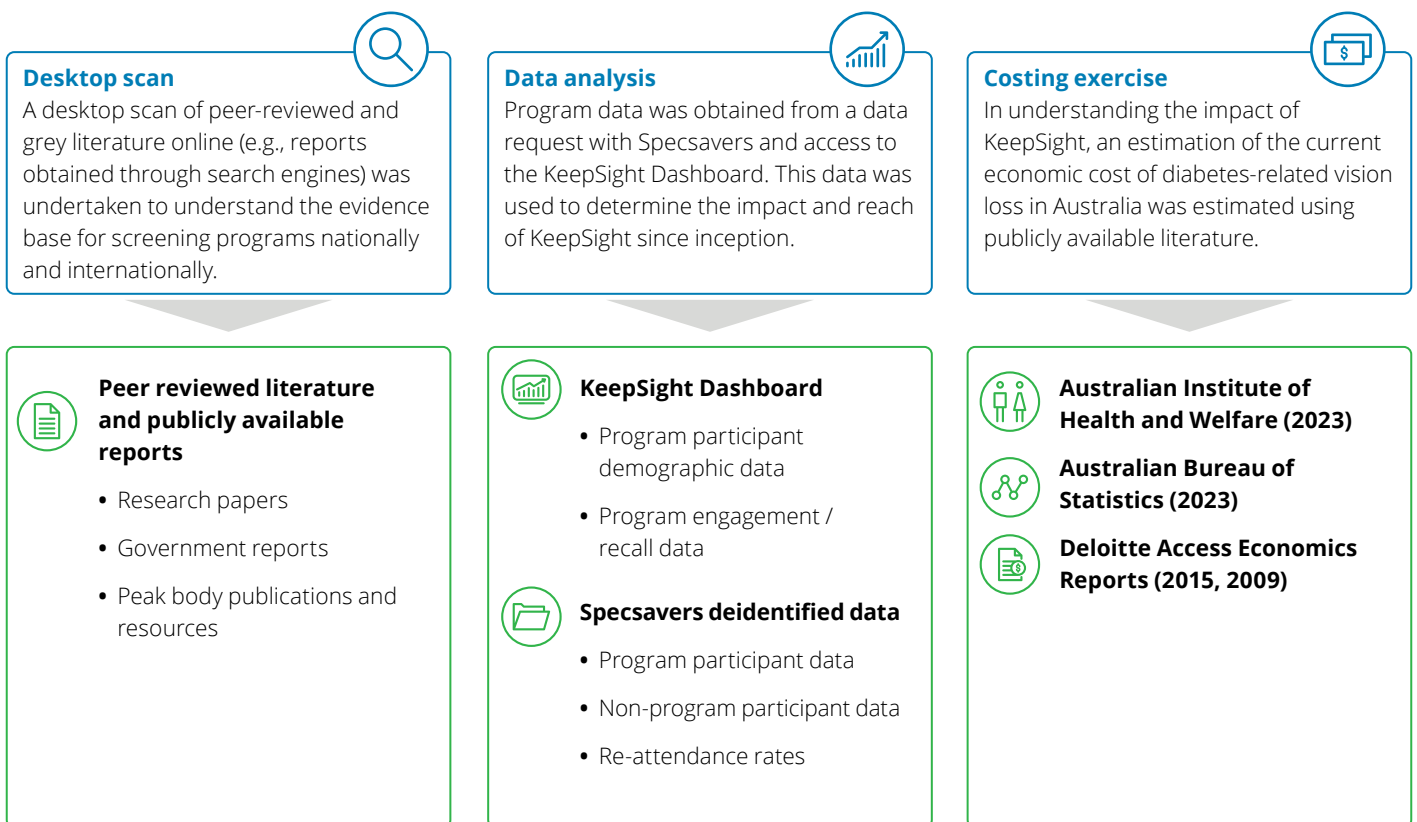 Desktop scan
A desktop scan of peer-reviewed and
grey literature online (e.g., reports
obtained through search engines) was
undertaken to understand the evidence
base for screening programs nationally
and internationally.
Data analysis
Program data was obtained from a data
request with Specsavers and access to
the KeepSight Dashboard. This data was
used to determine the impact and reach
of KeepSight since inception.
Costing exercise
In understanding the impact of
KeepSight, an estimation of the current
economic cost of diabetes-related vision
loss in Australia was estimated using
publicly available literature.
Peer reviewed literature
and publicly available
reports
• Research papers
• Government reports
• Peak body publications and
resources
KeepSight Dashboard
• Program participant
demographic data
• Program engagement /
recall data
Specsavers deidentified data
• Program participant data
• Non-program participant data
• Re-attendance rates
Australian Institute of
Health and Welfare (2023)
Australian Bureau of
Statistics (2023)
Deloitte Access Economics
Reports (2015, 2009)